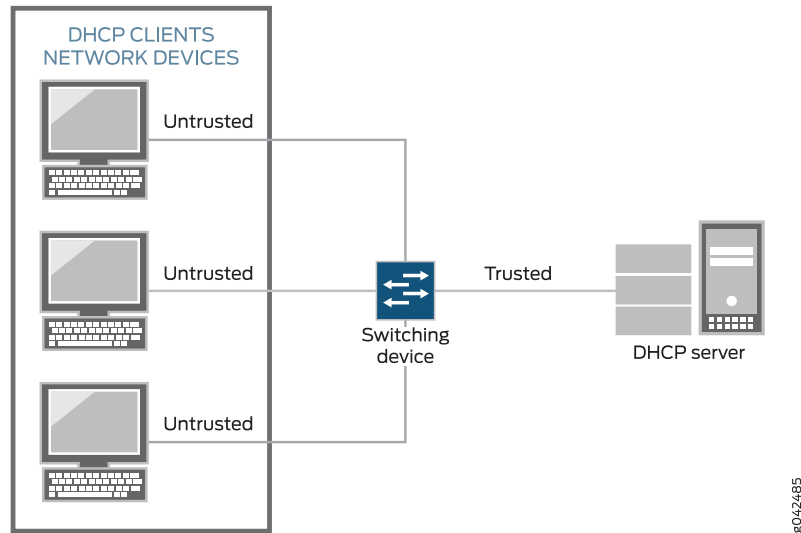 DHCP CLIENTS
NETWORK DEVICES
Untrusted
Untrusted
Trusted
Switching
device
DHCP server
Untrusted
g042485